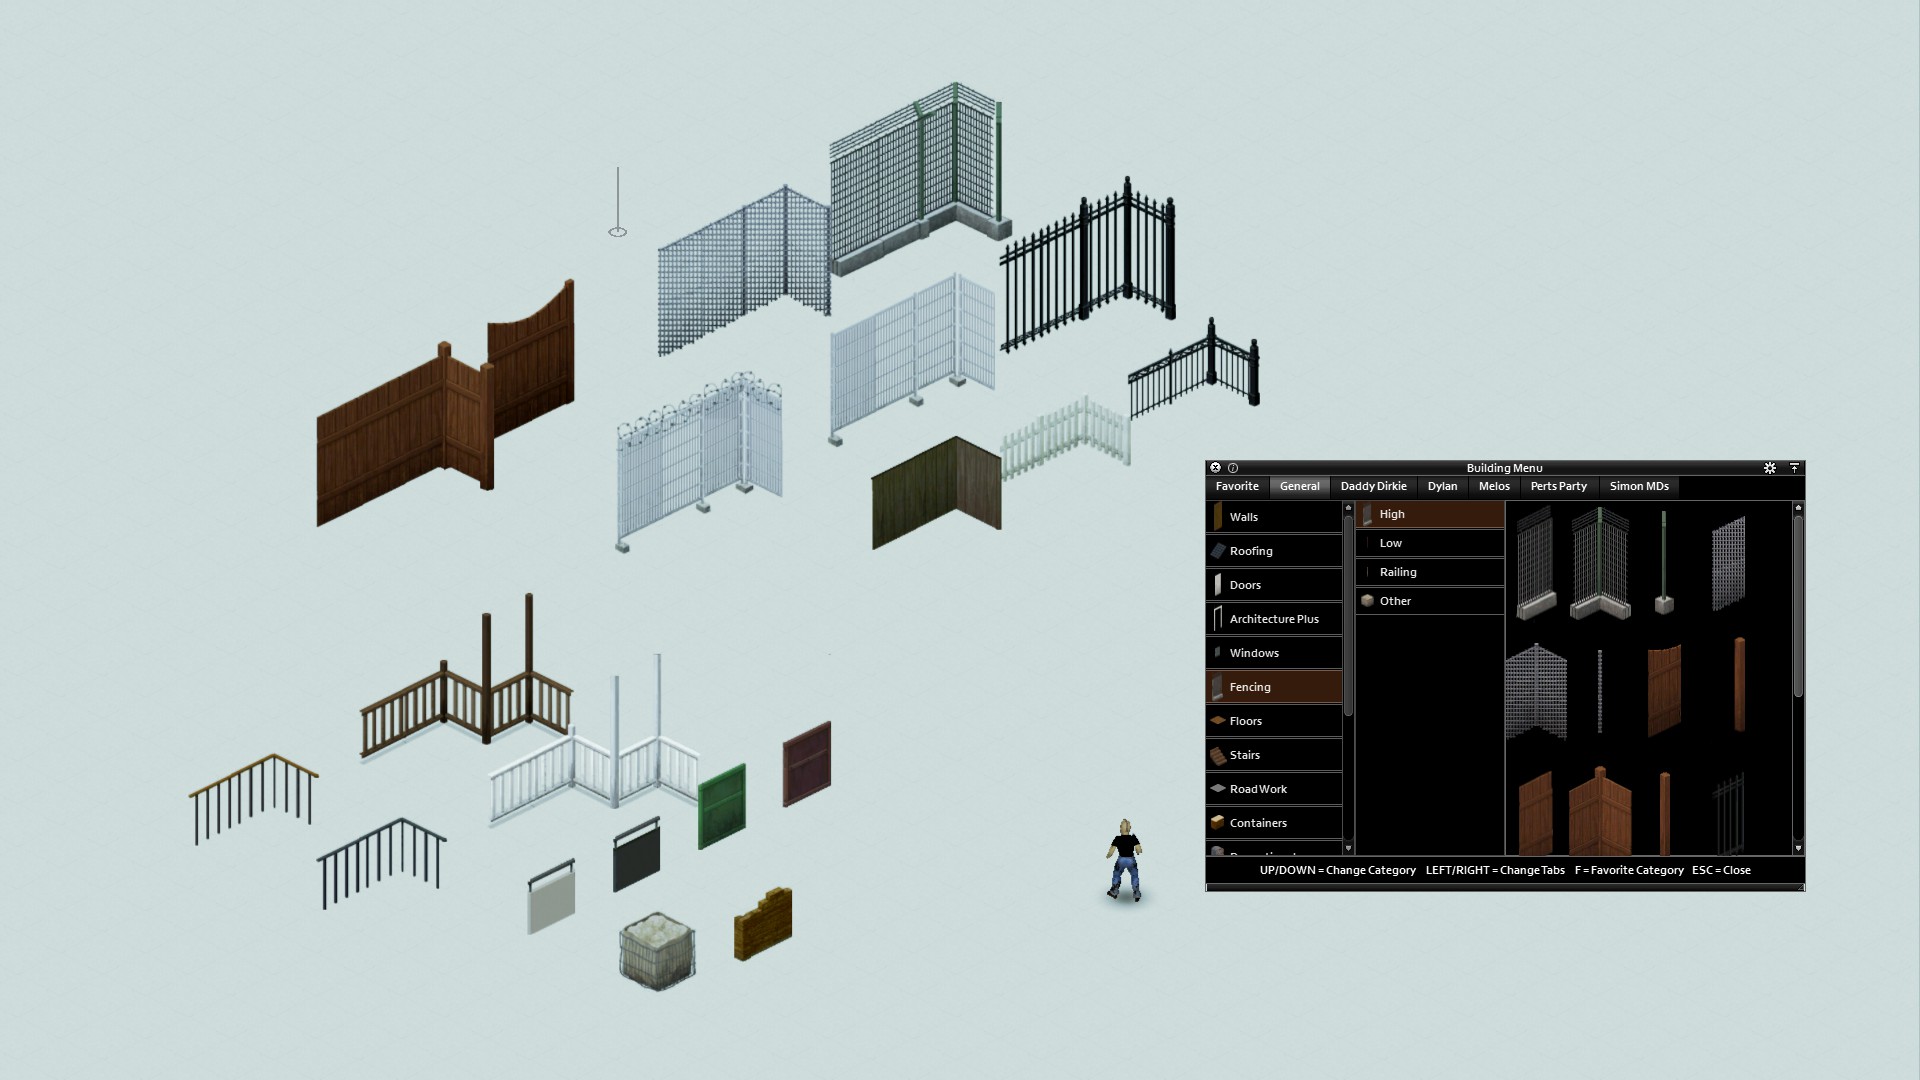 Building Menu
Favorite General Daddy Dirkie Dylan Melos Perts Party Simon MDs
Walls
Roofing
Doors
Architecture Plus
Windows
Fencing
Floors
Stairs
Road Work
Containers
High
Low
Railing
Other
UP/DOWN = Change Category LEFT/RIGHT = Change Tabs F = Favorite Category ESC = Close